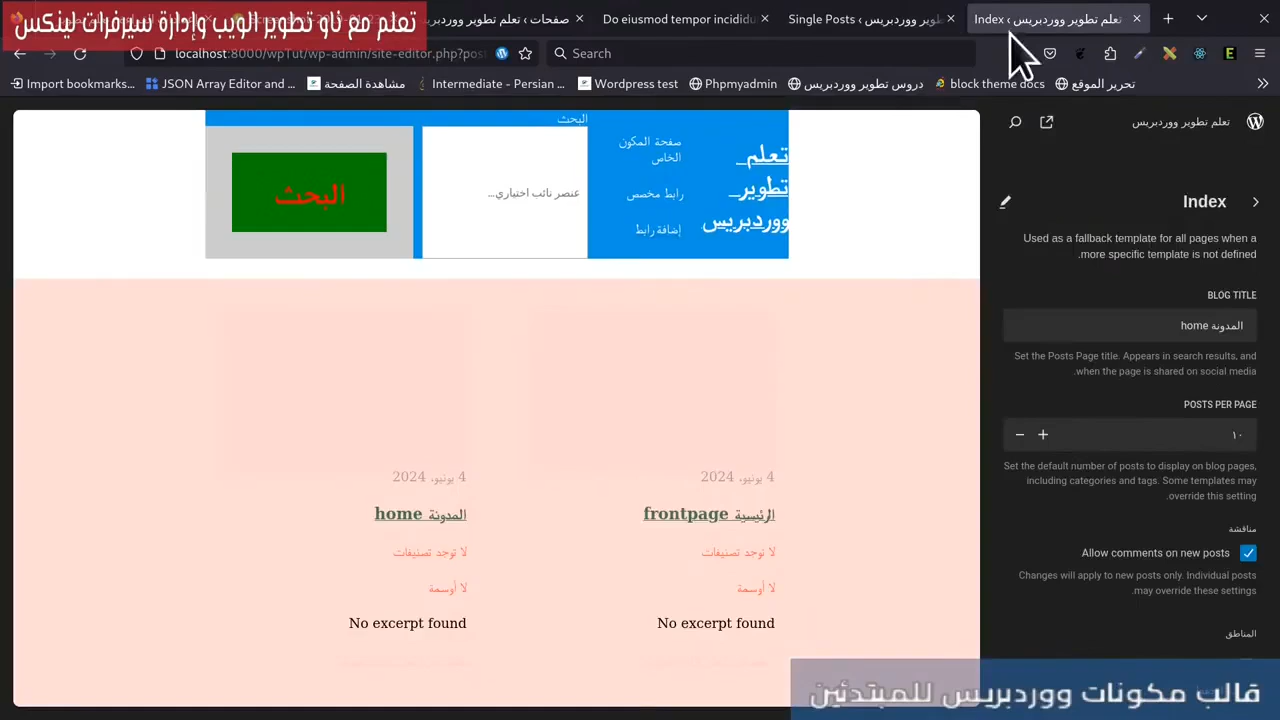 تعلم مع ناو تطوير الويب وإدارة سيرفرات لينكس
صفحات ‹ تعلم تطوير ووردبريس
Do eiusmod tempor incididu
Single Posts ‹ تعلم تطوير ووردبريس
Index ‹ تعلم تطوير ووردبريس
localhost:8000/wpTut/wp-admin/site-editor.php?post
Search
Import bookmarks...
JSON Array Editor and ...
مشاهدة الصفحة
Intermediate - Persian ...
Wordpress test
Phpmyadmin
دروس تطوير ووردبريس
block theme docs
تحرير الموقع
البحث
تعلم
تطوير
ووردبريس
صفحة المكون
الخاس
رابط مخصص
إضافة رابط
عنصر نائب اختياري...
البحث
4 يونيو، 2024
الرئيسية frontpage
لا توجد تصنيفات
لا أوسمة
No excerpt found
4 يونيو، 2024
المدونة home
لا توجد تصنيفات
لا أوسمة
No excerpt found
تعلم تطوير ووردبريس
Index
Used as a fallback template for all pages when a
more specific template is not defined.
BLOG TITLE
المدونة home
Set the Posts Page title. Appears in search results, and
when the page is shared on social media.
POSTS PER PAGE
١٠
Set the default number of posts to display on blog pages,
including categories and tags. Some templates may
override this setting.
مناقشة
Allow comments on new posts
Changes will apply to new posts only. Individual posts
may override these settings.
المناطق
قالب مكونات ووردبريس للمبتدئين